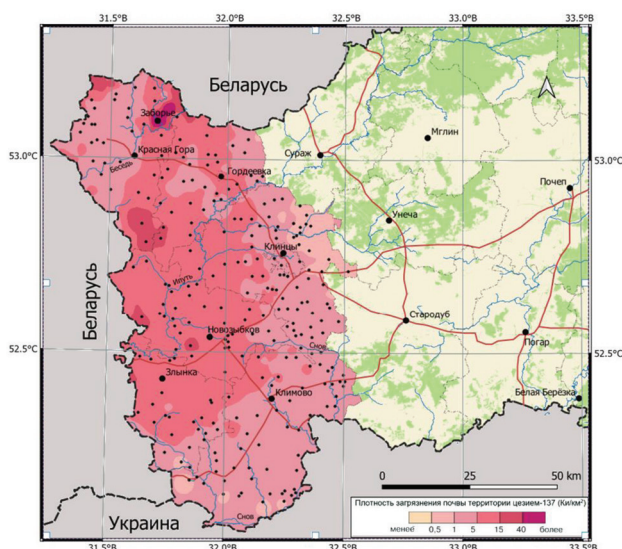 31.5°В 32.0°В 32.5°В 33.0°В 33.5°В
Беларусь
Заборье
53.0°С
Мглин
53.0°С
Красная Гора
Сураж
Беседь
Гордеевка
Почеп
Унеча
Клинцы
Беларусь
Ипуть
Стародуб
Новозыбков
Погар
52.5°С
Снов
52.5°С
Злынка
Климово
Белая Берёзка
0 25 50 km
Плотность загрязнения почвы территории цезием-137 (Ки/км²)
Снов
менее 0,5 1 5 15 40 более
Украина
31.5°В 32.0°В 32.5°В 33.0°В 33.5°В